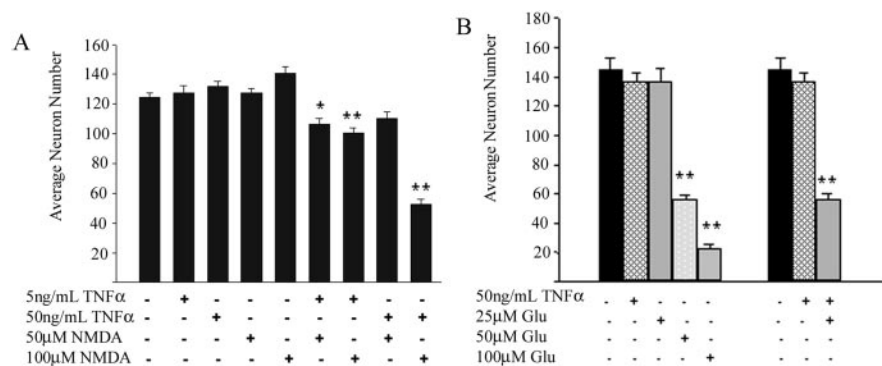 A
Average Neuron Number
160
140
120
100
80
60
40
20
*
**
**
5ng/mL TNFα - + - - - + + - -
50ng/mL TNFα - - + - - - - + +
50µM NMDA - - - + - + - + -
100µM NMDA - - - - + - + - +
B
Average Neuron Number
180
160
140
120
100
80
60
40
20
**
**
**
50ng/mL TNFα - + - - - - + +
25µM Glu - - + - - - - +
50µM Glu - - - + - - - -
100µM Glu - - - - + - - -